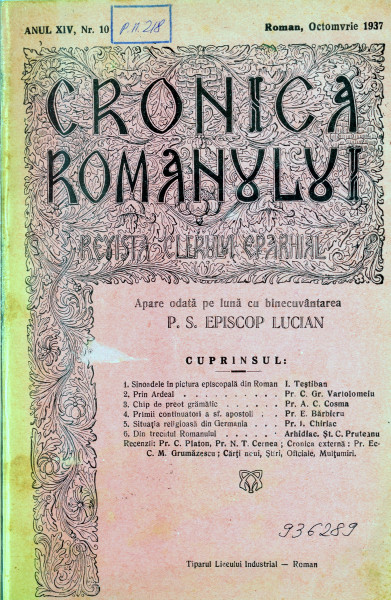 ANUL XIV, Nr. 10
P.II.218
Roman, Octomvrie 1937
CRONICA
ROMANULUI
REVISTA CLERULUI EPARHIAL
Apare odată pe lună cu binecuvântarea
P. S. EPISCOP LUCIAN
CUPRINSUL:
1. Sinoadele în pictura episcopală din Roman I. Teștiban
2. Prin Ardeal . . . . . . . . Pr. C. Gr. Vartolomeiu
3. Chip de preot grămătic . . . . . . . Pr. A. C. Cosma
4. Primii continuatori a sf. apostoli . . Pr. E. Bărbieru
5. Situația religioasă din Germania . . . Pr. I. Chiriac
6. Din trecutul Romanului . . . . . . Arhidiac. Șt. C. Pruteanu
Recenzii: Pr. C. Platon, Pr. N. T. Cernea; Cronica externă: Pr. Ec-
C. M. Grumăzescu; Cărți noui, Știri, Oficiale, Mulțumiri.
936289
Tiparul Liceului Industrial — Roman